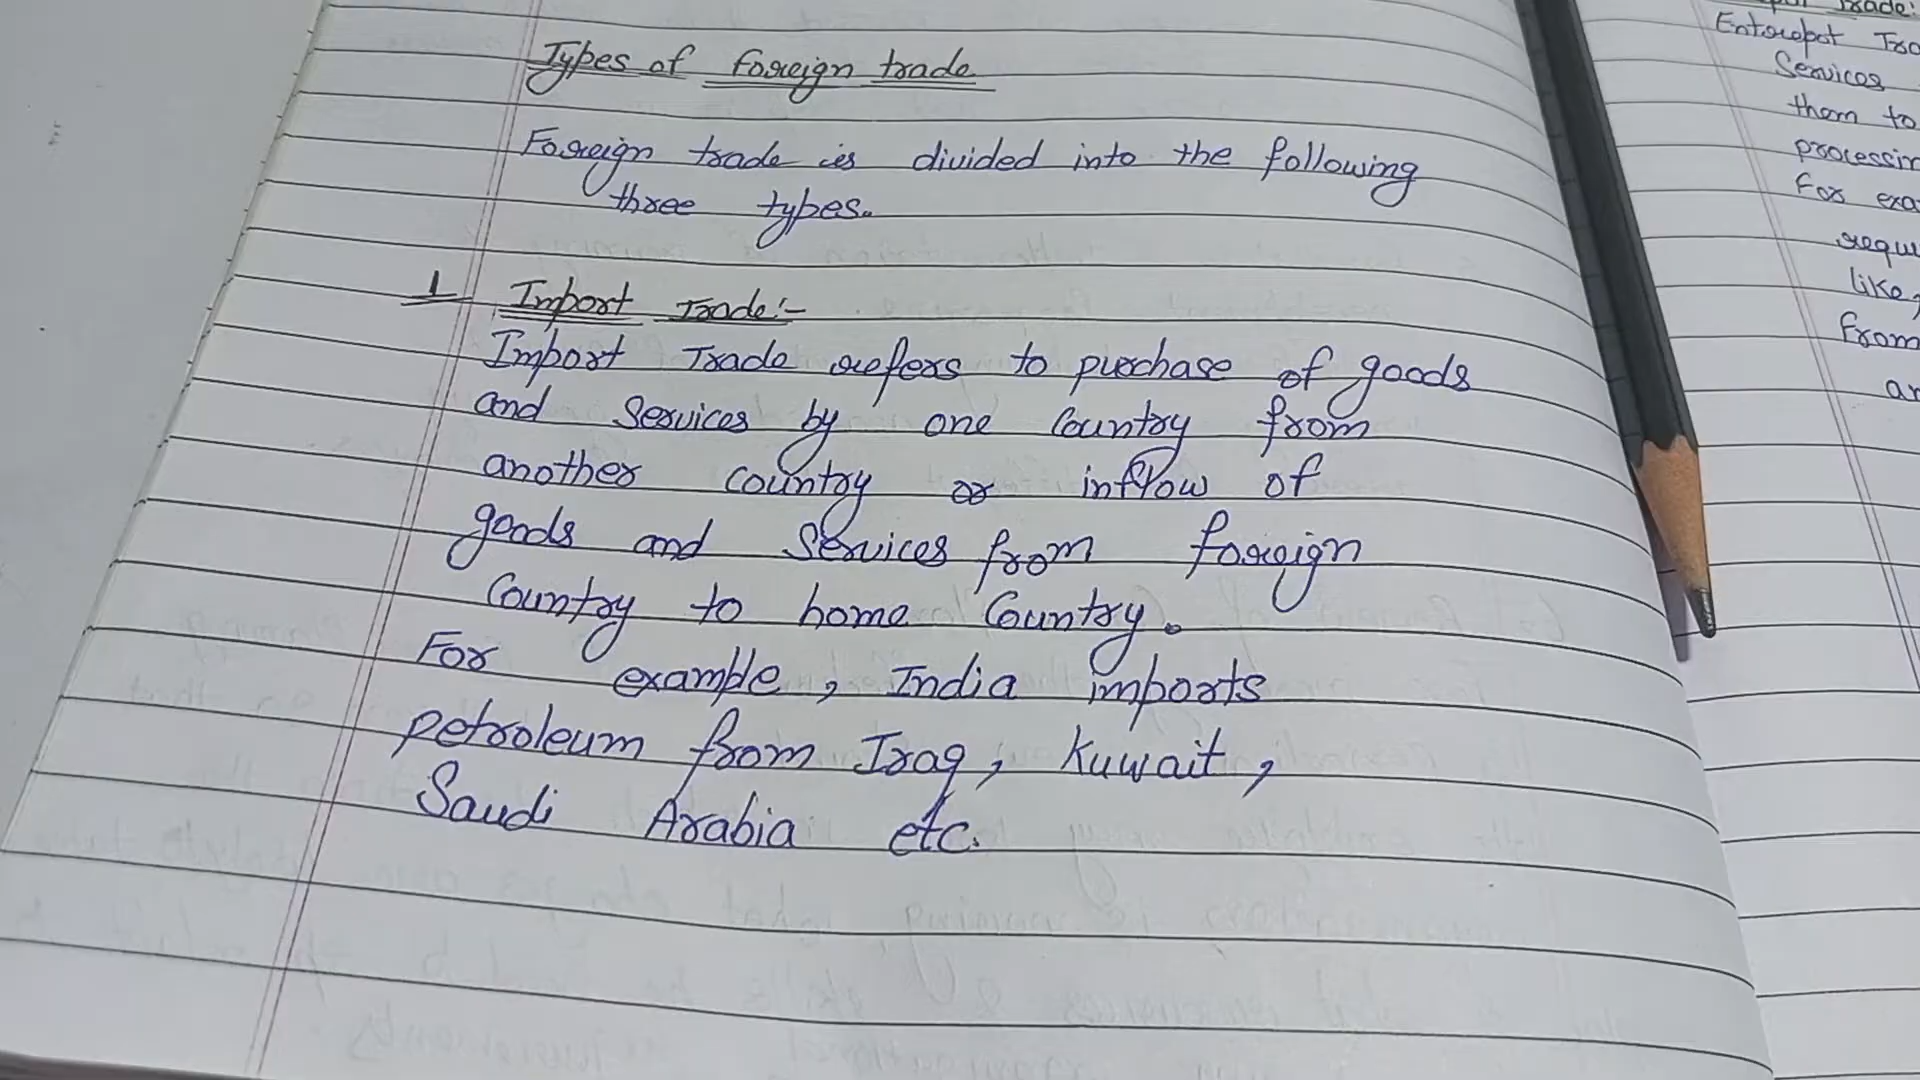 Types of foreign trade
Foreign trade is divided into the following
three types.
1 Import Trade:-
Import Trade refers to purchase of goods
and Services by one Country from
another country or inflow of
goods and Services from foreign
Country to home Country.
For example, India imports
petroleum from Iraq, Kuwait,
Saudi Arabia etc.
Trade:
Entrepot
Services
them to
For
like,
from